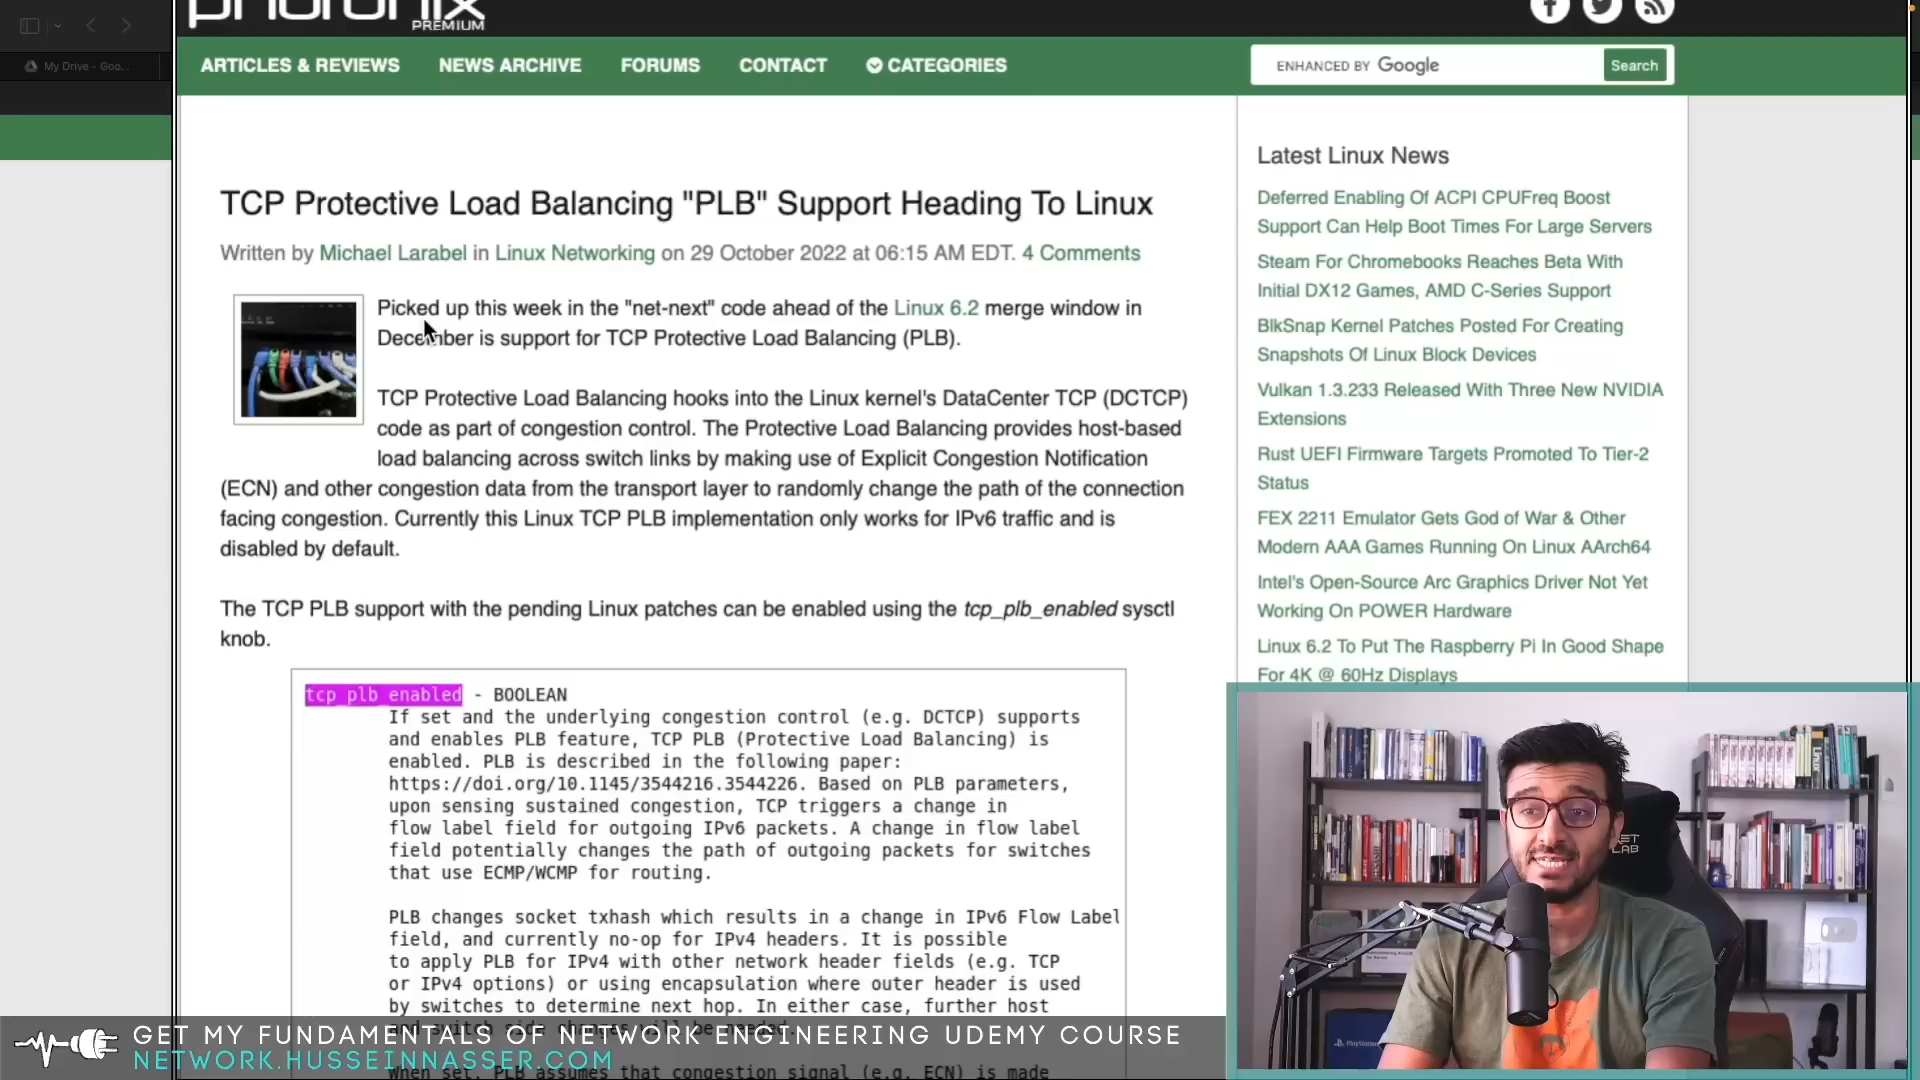 My Drive - Goo...
phoronix
PREMIUM
ARTICLES & REVIEWS
NEWS ARCHIVE
FORUMS
CONTACT
CATEGORIES
ENHANCED BY Google
Search
TCP Protective Load Balancing "PLB" Support Heading To Linux
Written by Michael Larabel in Linux Networking on 29 October 2022 at 06:15 AM EDT. 4 Comments
Picked up this week in the "net-next" code ahead of the Linux 6.2 merge window in
December is support for TCP Protective Load Balancing (PLB).
TCP Protective Load Balancing hooks into the Linux kernel's DataCenter TCP (DCTCP)
code as part of congestion control. The Protective Load Balancing provides host-based
load balancing across switch links by making use of Explicit Congestion Notification
(ECN) and other congestion data from the transport layer to randomly change the path of the connection
facing congestion. Currently this Linux TCP PLB implementation only works for IPv6 traffic and is
disabled by default.
The TCP PLB support with the pending Linux patches can be enabled using the tcp_plb_enabled sysctl
knob.
tcp_plb_enabled - BOOLEAN
If set and the underlying congestion control (e.g. DCTCP) supports
and enables PLB feature, TCP PLB (Protective Load Balancing) is
enabled. PLB is described in the following paper:
https://doi.org/10.1145/3544216.3544226. Based on PLB parameters,
upon sensing sustained congestion, TCP triggers a change in
flow label field for outgoing IPv6 packets. A change in flow label
field potentially changes the path of outgoing packets for switches
that use ECMP/WCMP for routing.
PLB changes socket txhash which results in a change in IPv6 Flow Label
field, and currently no-op for IPv4 headers. It is possible
to apply PLB for IPv4 with other network header fields (e.g. TCP
or IPv4 options) or using encapsulation where outer header is used
by switches to determine next hop. In either case, further host
and switch side changes will be needed.
When set, PLB assumes that congestion signal (e.g. ECN) is made
Latest Linux News
Deferred Enabling Of ACPI CPUFreq Boost
Support Can Help Boot Times For Large Servers
Steam For Chromebooks Reaches Beta With
Initial DX12 Games, AMD C-Series Support
BlkSnap Kernel Patches Posted For Creating
Snapshots Of Linux Block Devices
Vulkan 1.3.233 Released With Three New NVIDIA
Extensions
Rust UEFI Firmware Targets Promoted To Tier-2
Status
FEX 2211 Emulator Gets God of War & Other
Modern AAA Games Running On Linux AArch64
Intel's Open-Source Arc Graphics Driver Not Yet
Working On POWER Hardware
Linux 6.2 To Put The Raspberry Pi In Good Shape
For 4K @ 60Hz Displays
Linux
LAB
PlayStation
GET MY FUNDAMENTALS OF NETWORK ENGINEERING UDEMY COURSE
NETWORK.HUSSEINNASSER.COM